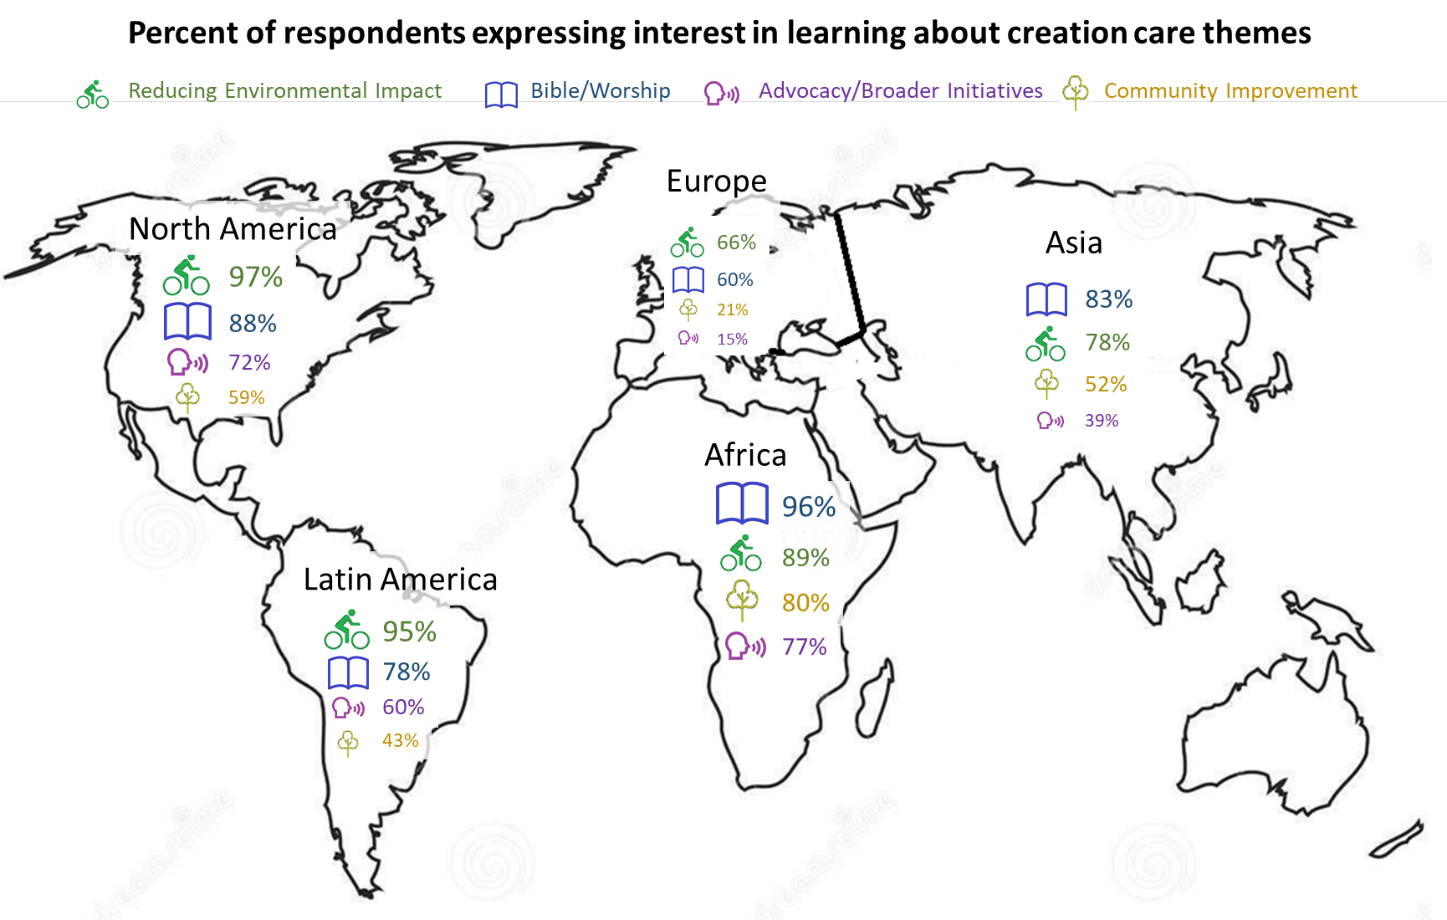 Percent of respondents expressing interest in learning about creation care themes
Reducing Environmental Impact Bible/Worship Advocacy/Broader Initiatives Community Improvement
North America
97%
88%
72%
59%
Europe
66%
60%
21%
15%
Asia
83%
78%
52%
39%
Africa
96%
89%
80%
77%
Latin America
95%
78%
60%
43%